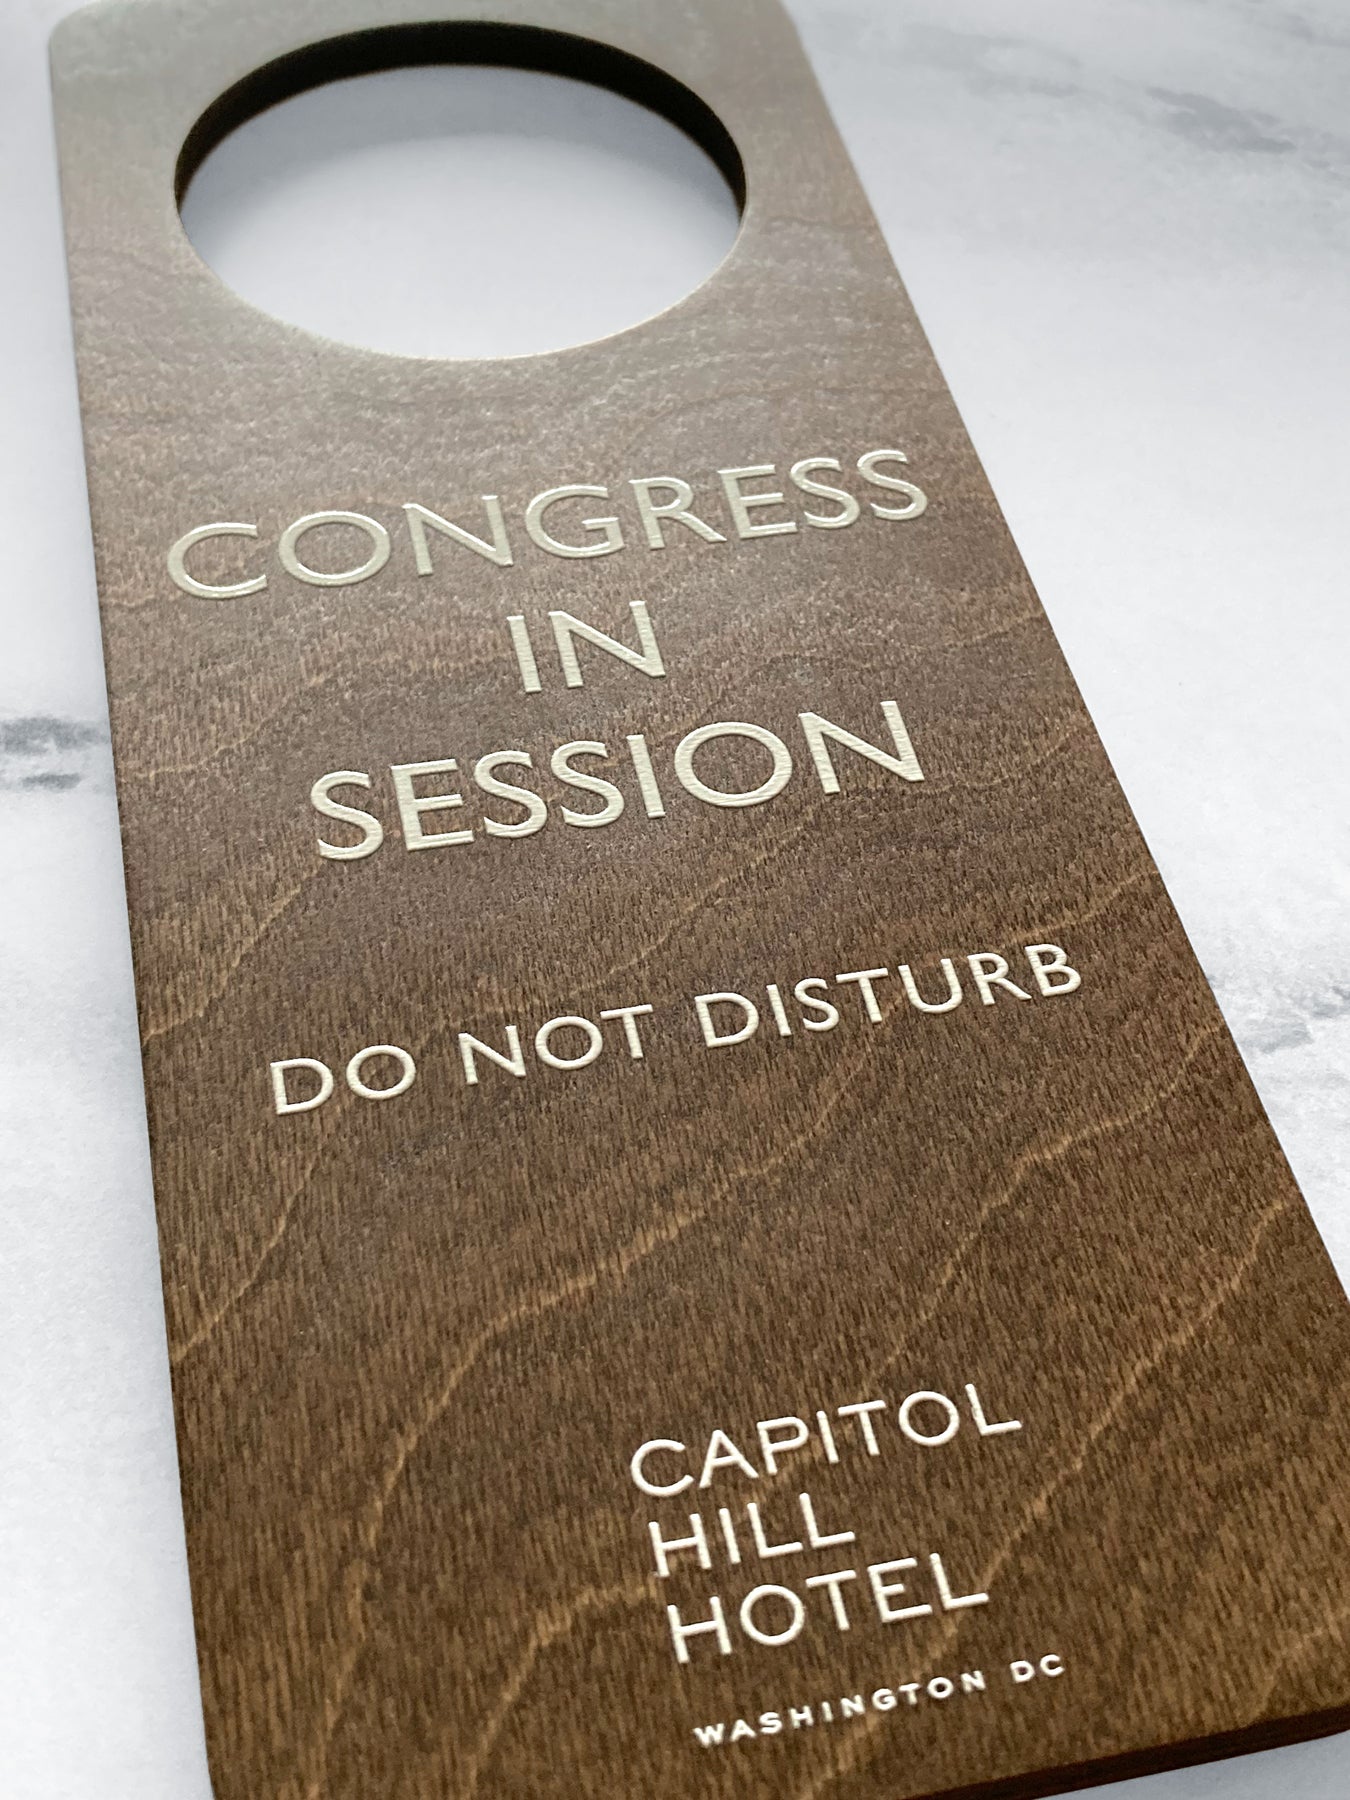 CONGRESS
IN
SESSION
DO NOT DISTURB
CAPITOL
HILL
HOTEL
WASHINGTON DC